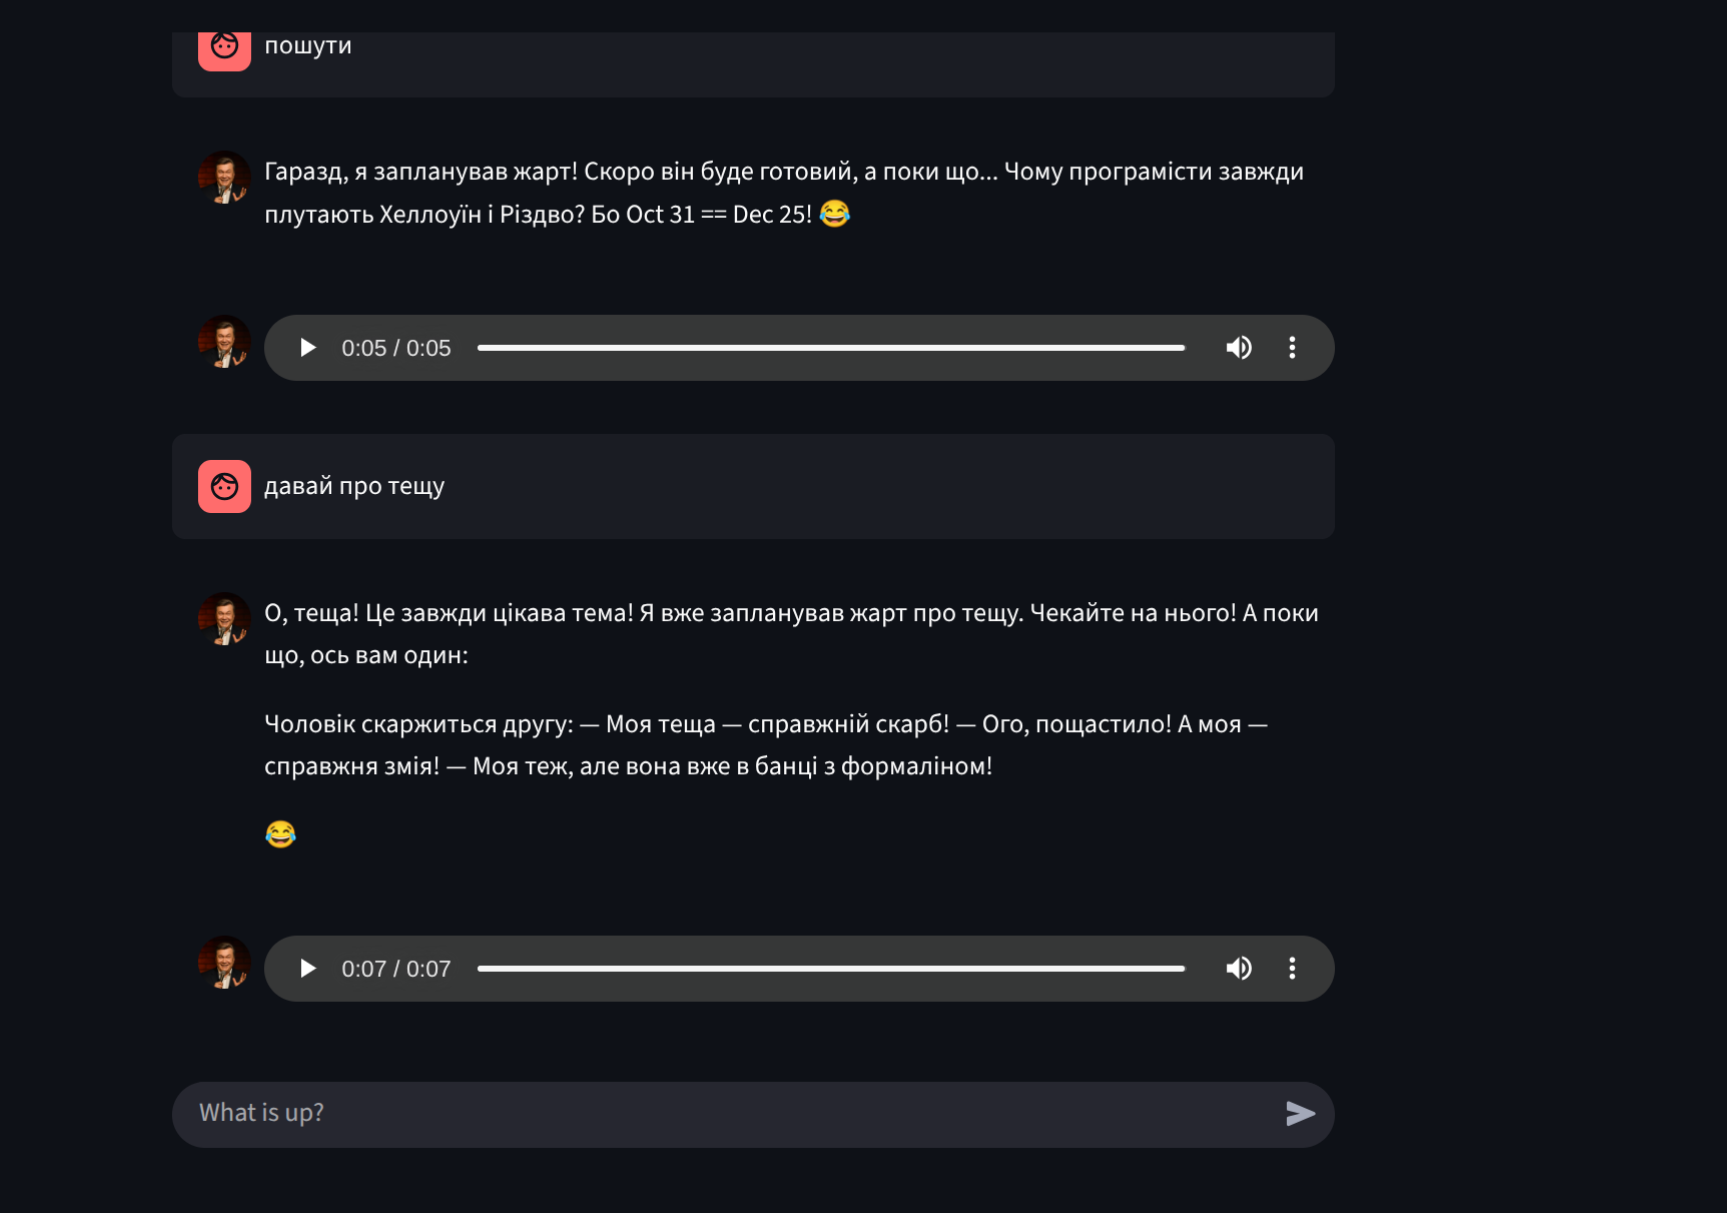 пошути
Гаразд, я запланував жарт! Скоро він буде готовий, а поки що... Чому програмісти завжди
плутають Хеллоуїн і Різдво? Бо Oct 31 == Dec 25! 😂
0:05 / 0:05
давай про тещу
О, теща! Це завжди цікава тема! Я вже запланував жарт про тещу. Чекайте на нього! А поки
що, ось вам один:
Чоловік скаржиться другу: — Моя теща — справжній скарб! — Ого, пощастило! А моя —
справжня змія! — Моя теж, але вона вже в банці з формаліном!
😂
0:07 / 0:07
What is up?